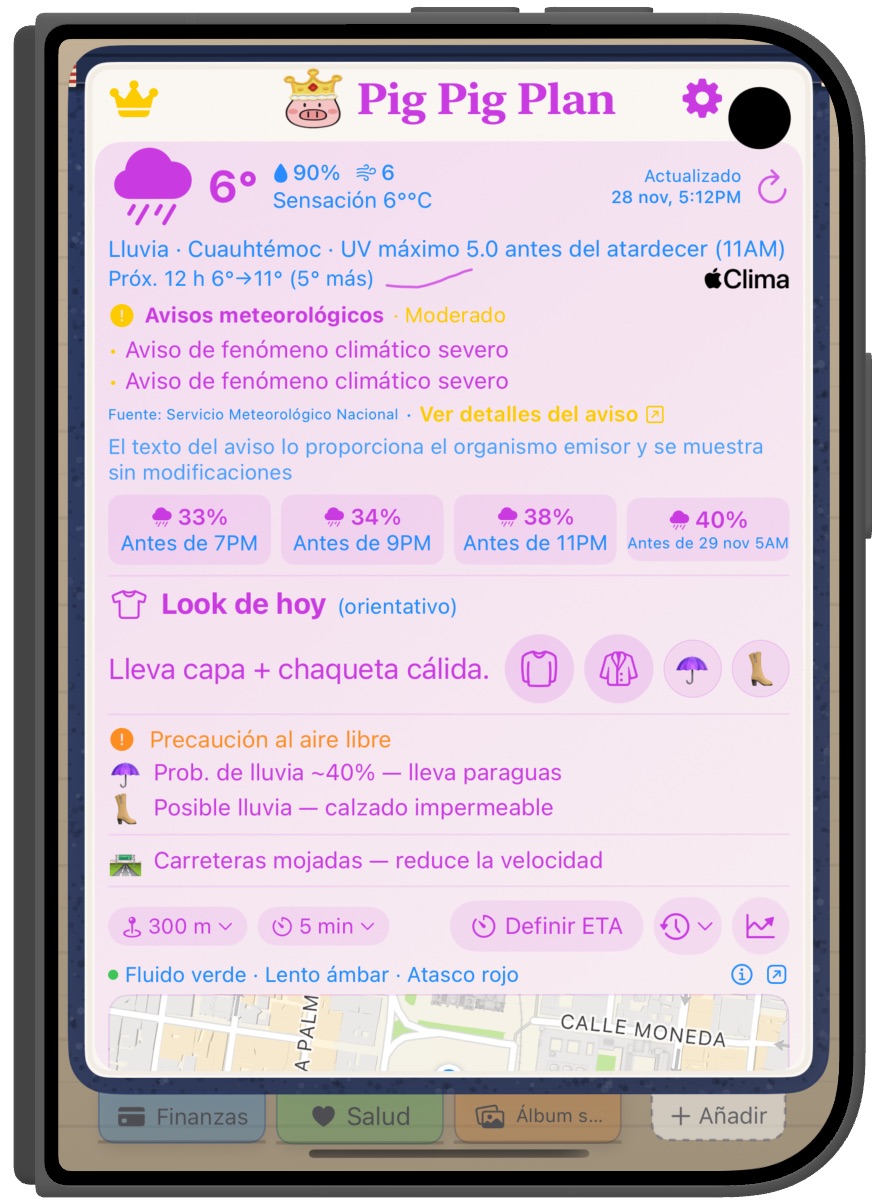 Pig Pig Plan
6° 90% 6
Sensación 6°°C
Actualizado
28 nov, 5:12PM
Lluvia · Cuauhtémoc · UV máximo 5.0 antes del atardecer (11AM)
Próx. 12 h 6°→11° (5° más)
Clima
Avisos meteorológicos · Moderado
· Aviso de fenómeno climático severo
· Aviso de fenómeno climático severo
Fuente: Servicio Meteorológico Nacional · Ver detalles del aviso
El texto del aviso lo proporciona el organismo emisor y se muestra
sin modificaciones
33%
Antes de 7PM
34%
Antes de 9PM
38%
Antes de 11PM
40%
Antes de 29 nov 5AM
Look de hoy (orientativo)
Lleva capa + chaqueta cálida.
Precaución al aire libre
Prob. de lluvia ~40% — lleva paraguas
Posible lluvia — calzado impermeable
Carreteras mojadas — reduce la velocidad
300 m
5 min
Definir ETA
Fluido verde · Lento ámbar · Atasco rojo
A PALM
CALLE MONEDA
Finanzas
Salud
Álbum s...
+ Añadir